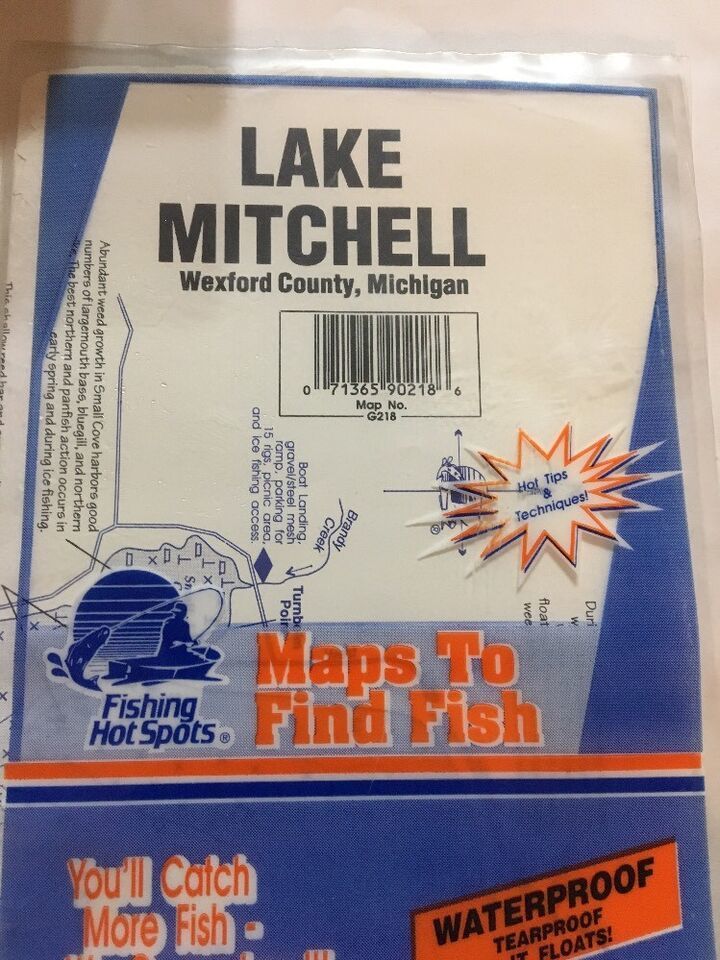 LAKE
MITCHELL
Wexford County, Michigan
0 71365 90218 6
Map No.
G218
Abundant weed growth in Small Cove harbors good
numbers of largemouth bass, bluegill, and northern
The best northern and panfish action occurs in
early spring and during ice fishing.
Boat Landing,
gravel/steel mesh
ramp, parking for
15 rigs, picnic area
and ice fishing access.
Brandy
Creek
Hot Tips
&
Techniques!
float
wee
Fishing
Hot Spots ®
Maps To
Find Fish
You'll Catch
More Fish -
WATERPROOF
TEARPROOF
IT FLOATS!